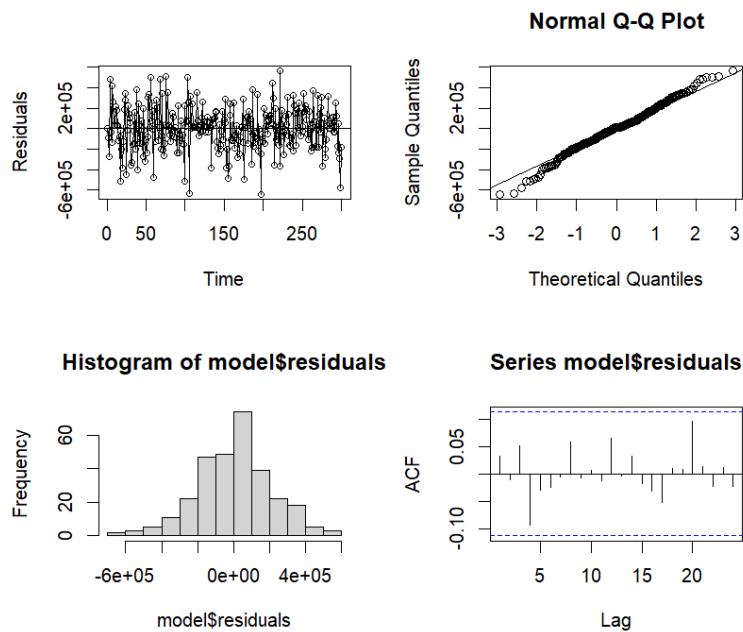 Residuals
2e+05
-6e+05
0
50
150
250
Time
Normal Q-Q Plot
Sample Quantiles
2e+05
-6e+05
-3
-2
-1
0
1
2
3
Theoretical Quantiles
Histogram of model$residuals
Frequency
60
20
0
-6e+05
0e+00
4e+05
model$residuals
Series model$residuals
ACF
0.05
-0.10
5
10
15
20
Lag